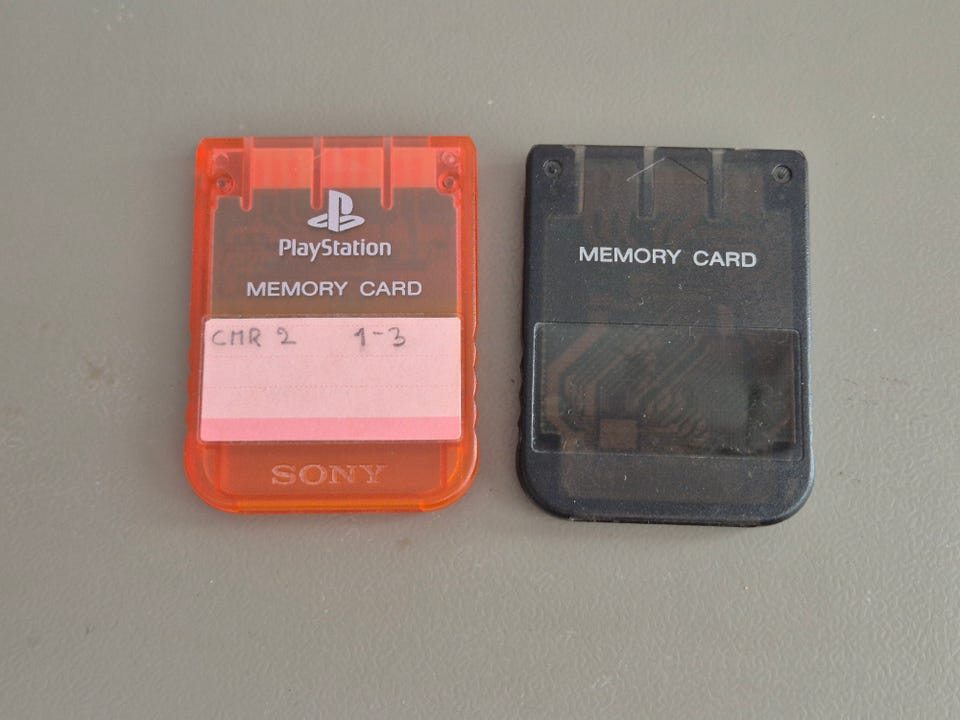 PlayStation
MEMORY CARD
CMR 2 1-3
SONY
MEMORY CARD